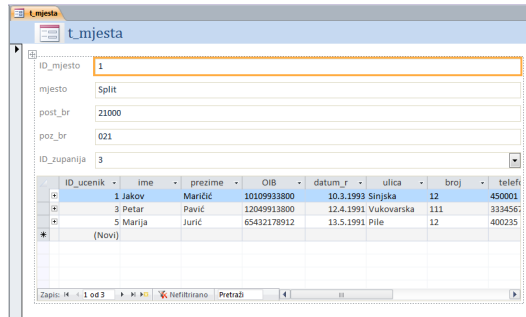 t_mjesta
t_mjesta
ID_mjesto 1
mjesto Split
post_br 21000
poz_br 021
ID_zupanija 3
ID_ucenik ime prezime OIB datum_r ulica broj telefo
1 Jakov Maričić 10109933800 10.3.1993 Sinjska 12 450001
3 Petar Pavić 12049913800 12.4.1991 Vukovarska 111 3334567
5 Marija Jurić 65432178912 13.5.1991 Pile 12 400235
* (Novi)
Zapis: 1 od 3 Nefiltrirano Pretraži